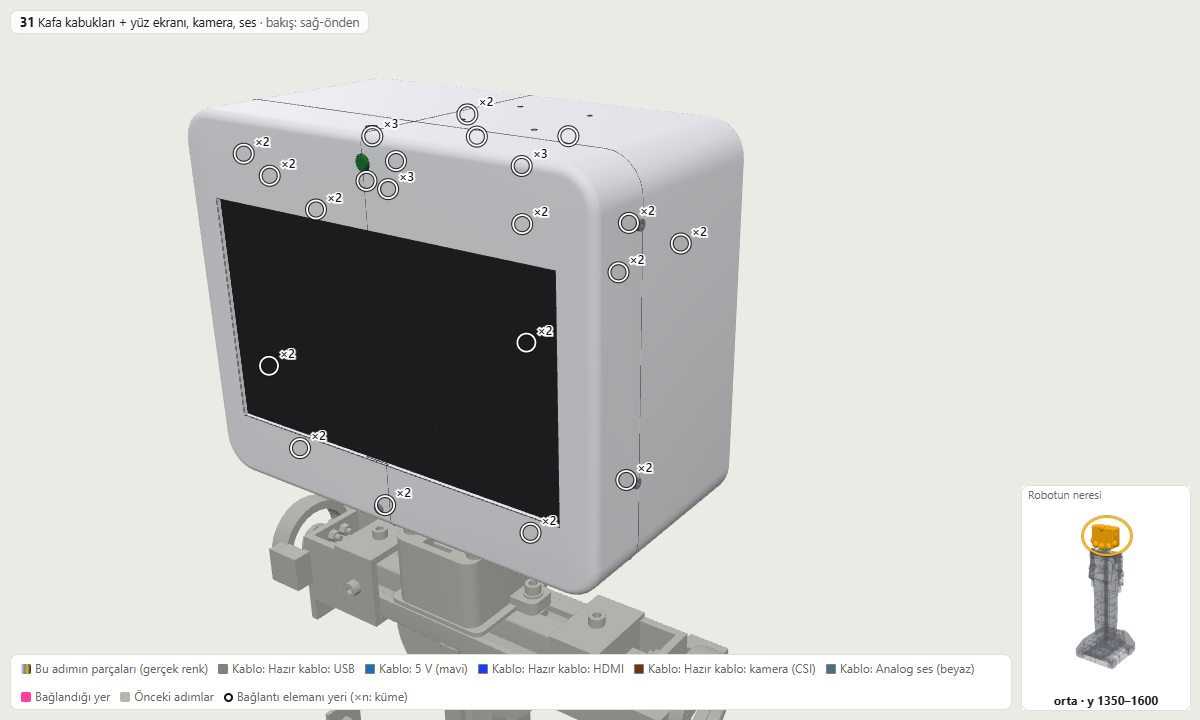 31 Kafa kabukları + yüz ekranı, kamera, ses · bakış: sağ-önden
×2
×3
×2
×2
×3
×3
×2
×2
×2
×2
×2
×2
×2
×2
×2
×2
×2
Robotun neresi
orta · y 1350–1600
Bu adımın parçaları (gerçek renk)
Kablo: Hazır kablo: USB
Kablo: 5 V (mavi)
Kablo: Hazır kablo: HDMI
Kablo: Hazır kablo: kamera (CSI)
Kablo: Analog ses (beyaz)
Bağlandığı yer
Önceki adımlar
Bağlantı elemanı yeri (×n: küme)